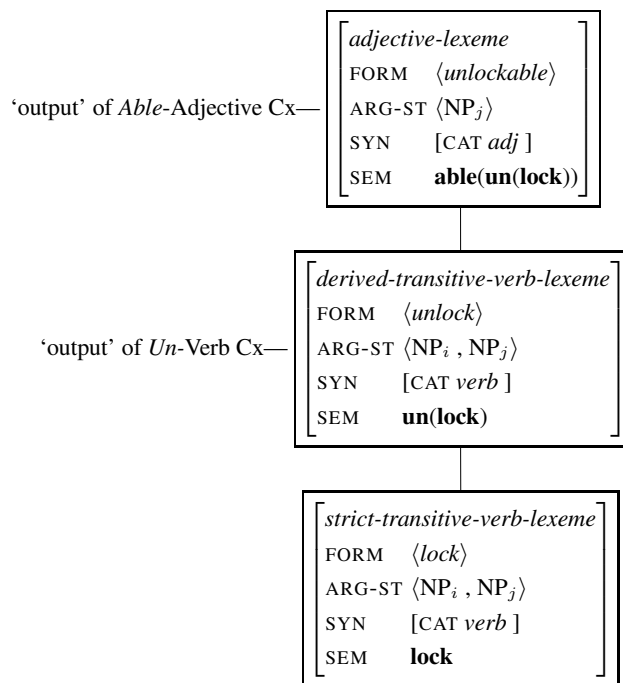 adjective-lexeme
FORM ⟨unlockable⟩
‘output’ of Able-Adjective Cx— ARG-ST ⟨NPj⟩
SYN [CAT adj ]
SEM able(un(lock))
derived-transitive-verb-lexeme
FORM ⟨unlock⟩
‘output’ of Un-Verb Cx— ARG-ST ⟨NPi , NPj⟩
SYN [CAT verb ]
SEM un(lock)
strict-transitive-verb-lexeme
FORM ⟨lock⟩
ARG-ST ⟨NPi , NPj⟩
SYN [CAT verb ]
SEM lock